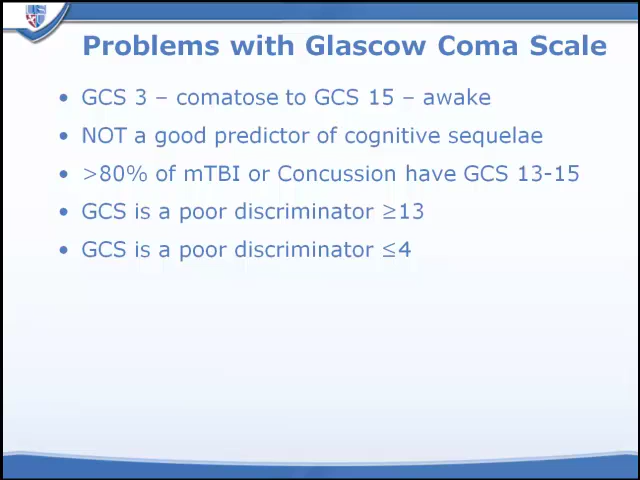 Problems with Glascow Coma Scale
• GCS 3 – comatose to GCS 15 – awake
• NOT a good predictor of cognitive sequelae
• >80% of mTBI or Concussion have GCS 13-15
• GCS is a poor discriminator ≥13
• GCS is a poor discriminator ≤4